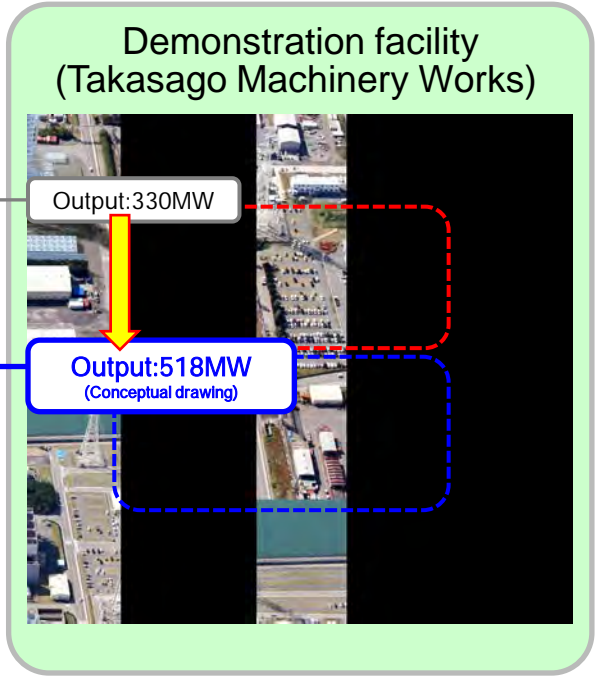 Demonstration facility
(Takasago Machinery Works)
Output:330MW
Output:518MW
(Conceptual drawing)